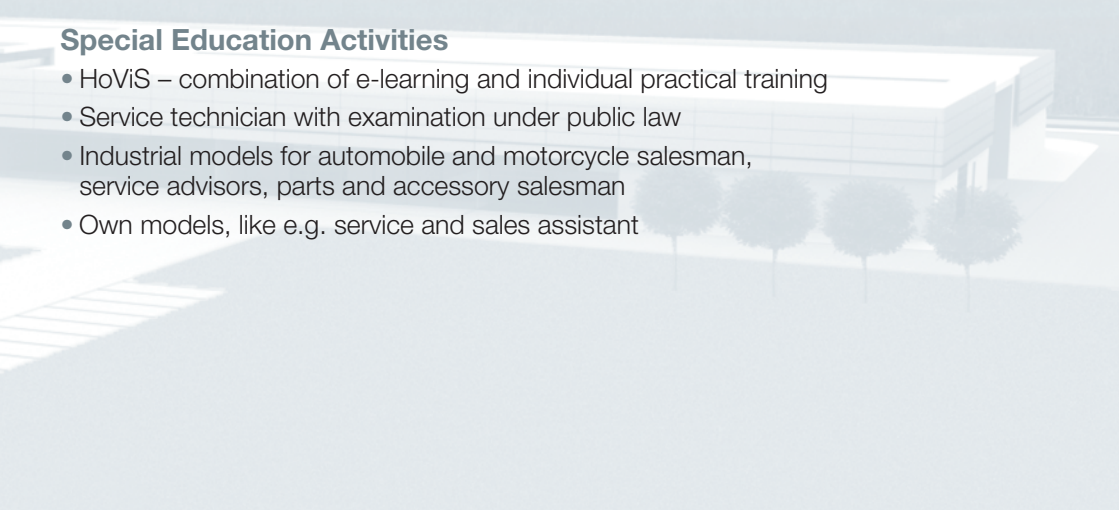 Special Education Activities
• HoViS – combination of e-learning and individual practical training
• Service technician with examination under public law
• Industrial models for automobile and motorcycle salesman,
service advisors, parts and accessory salesman
• Own models, like e.g. service and sales assistant